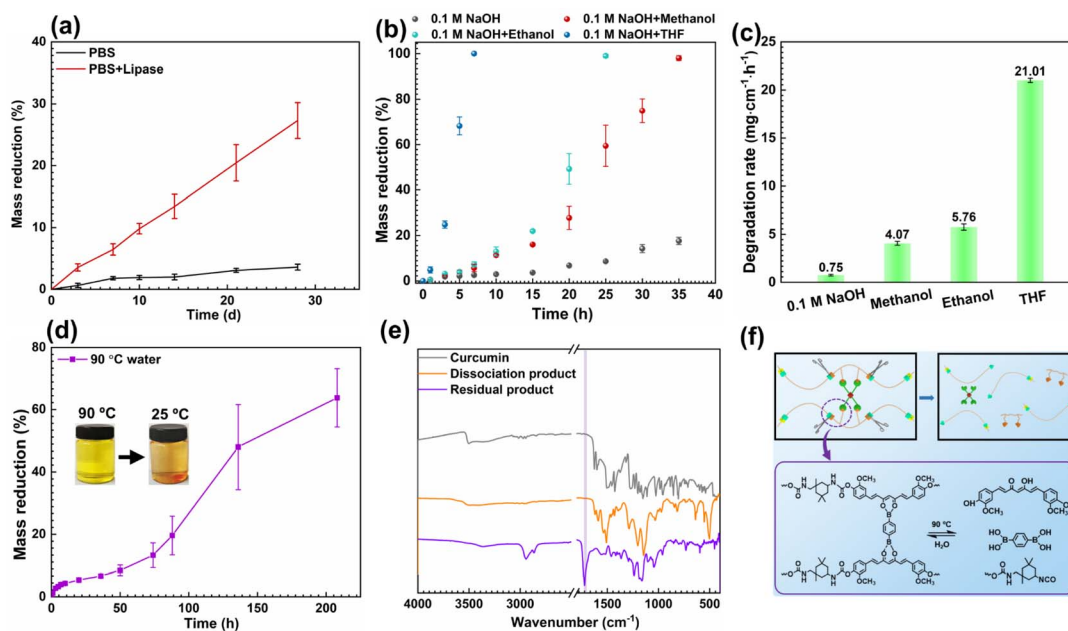 (a)
40
30
20
10
0
Mass reduction (%)
PBS
PBS+Lipase
0 10 20 30
Time (d)
(b)
0.1 M NaOH
0.1 M NaOH+Methanol
0.1 M NaOH+Ethanol
0.1 M NaOH+THF
100
80
60
40
20
0
Mass reduction (%)
0 5 10 15 20 25 30 35 40
Time (h)
(c)
25
20
15
10
5
0
Degradation rate (mg·cm⁻¹·h⁻¹)
0.75
4.07
5.76
21.01
0.1 M NaOH
Methanol
Ethanol
THF
(d)
80
60
40
20
0
Mass reduction (%)
90 °C water
90 °C
25 °C
0 50 100 150 200
Time (h)
(e)
Curcumin
Dissociation product
Residual product
4000 3000 1500 1000 500
Wavenumber (cm⁻¹)
(f)
90 °C
H₂O